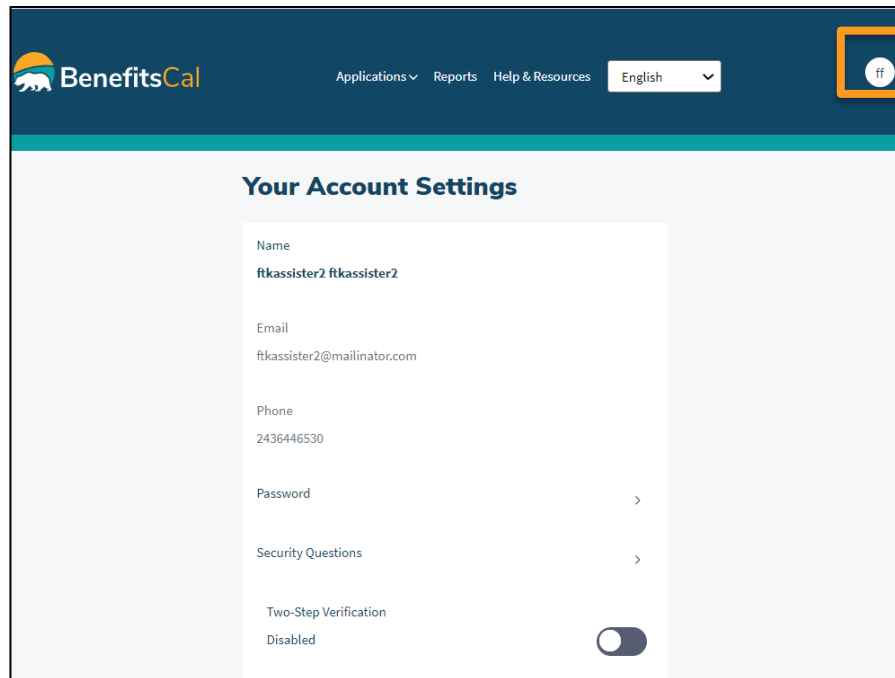 BenefitsCal
Applications Reports Help & Resources English ff
Your Account Settings
Name
ftkassister2 ftkassister2
Email
ftkassister2@mailinator.com
Phone
2436446530
Password
Security Questions
Two-Step Verification
Disabled